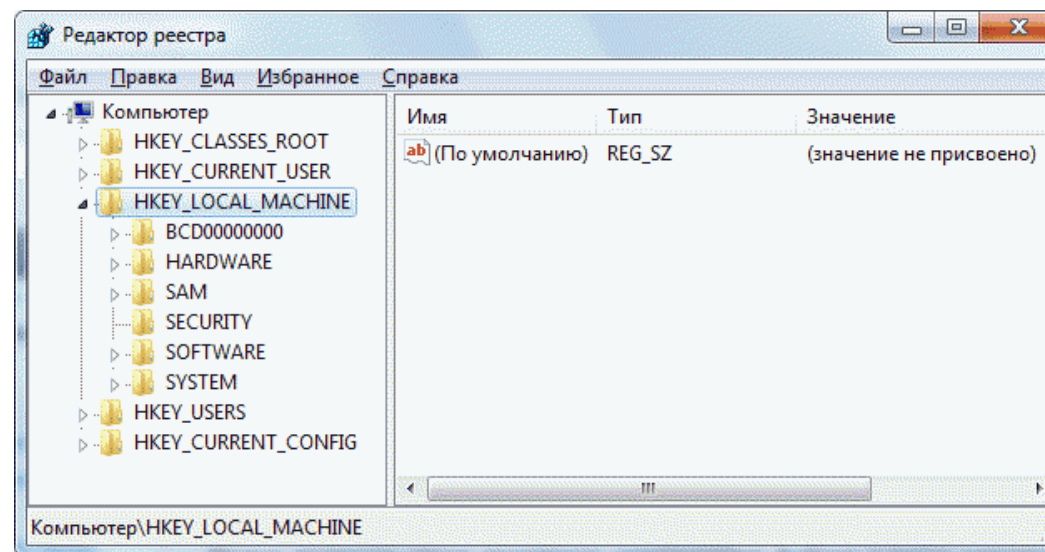 Редактор реестра
Файл Правка Вид Избранное Справка
Компьютер
HKEY_CLASSES_ROOT
HKEY_CURRENT_USER
HKEY_LOCAL_MACHINE
BCD00000000
HARDWARE
SAM
SECURITY
SOFTWARE
SYSTEM
HKEY_USERS
HKEY_CURRENT_CONFIG
Имя Тип Значение
ab (По умолчанию) REG_SZ (значение не присвоено)
Компьютер\HKEY_LOCAL_MACHINE